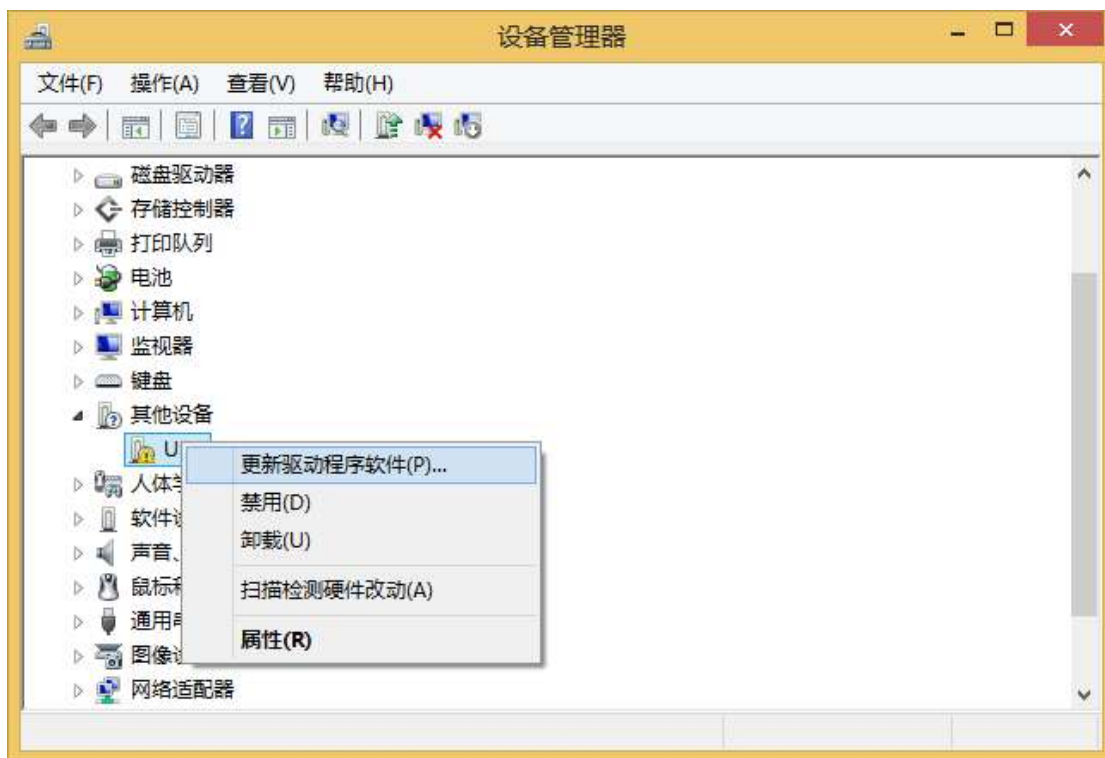 设备管理器
文件(F) 操作(A) 查看(V) 帮助(H)
磁盘驱动器
存储控制器
打印队列
电池
计算机
监视器
键盘
其他设备
U
更新驱动程序软件(P)...
人体
禁用(D)
软件
卸载(U)
声音、
鼠标
扫描检测硬件改动(A)
通用
属性(R)
图像
网络适配器